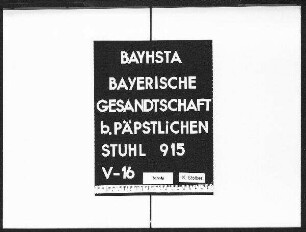 BAYHSTA
BAYERISCHE
GESANDTSCHAFT
b. PÄPSTLiCHEN
STUHL 915
V-16